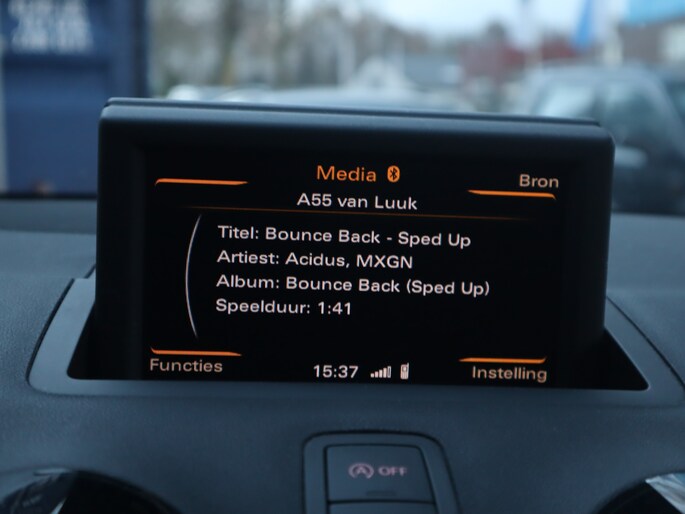 Media
Bron
A55 van Luuk
Titel: Bounce Back - Sped Up
Artiest: Acidus, MXGN
Album: Bounce Back (Sped Up)
Speelduur: 1:41
Functies
15:37
Instelling
A OFF